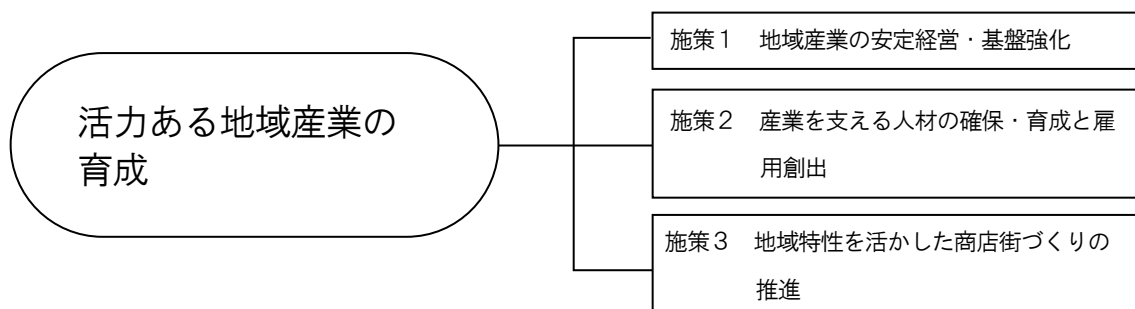 活力ある地域産業の
育成
施策1　地域産業の安定経営・基盤強化
施策2　産業を支える人材の確保・育成と雇
用創出
施策3　地域特性を活かした商店街づくりの
推進